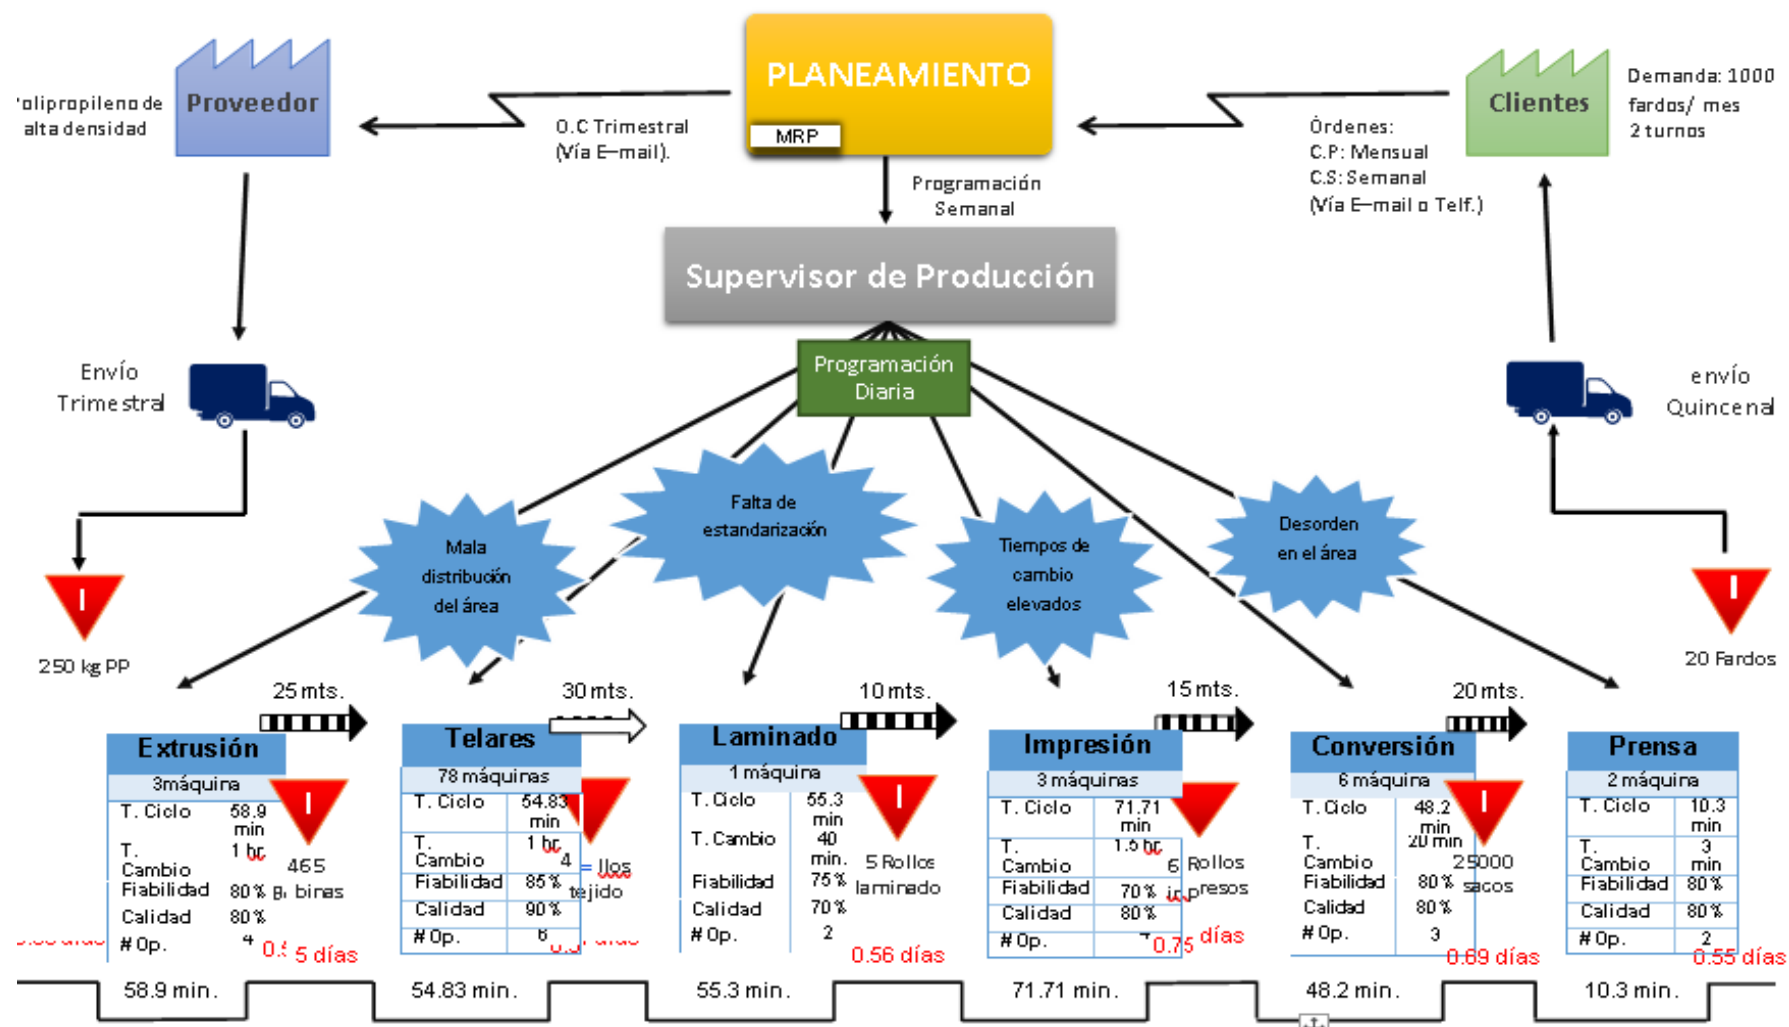 PLANEAMIENTO
MRP
Proveedor
alta densidad
O.C Trimestral
(Vía E-mail).
Clientes
Demanda: 1000
fardos/ mes
2 turnos
Órdenes:
C.P: Mensual
C.S: Semanal
(Vía E-mail o Telf.)
Programación
Semanal
Supervisor de Producción
Programación
Diaria
Envío
Trimestral
envío
Quincenal
Mala
distribución
del área
Falta de
estandarización
Tiempos de
cambio
elevados
Desorden
en el área
I
250 kg PP
I
20 Fardos
25 mts.
30 mts.
10 mts.
15 mts.
20 mts.
Extrusión
3máquina
T. Ciclo 58.9 min
T. Cambio 1 hr.
Fiabilidad 80%
Calidad 80%
# Op. 4
I
465
5 días
Telares
78 máquinas
T. Ciclo 54.83 min
T. Cambio 1 hr.
Fiabilidad 85%
Calidad 90%
# Op. 6
4
tejido
Laminado
1 máquina
T. Ciclo 55.3 min
T. Cambio 40 min.
Fiabilidad 75%
Calidad 70%
# Op. 2
I
5 Rollos
laminado
0.56 días
Impresión
3 máquinas
T. Ciclo 71.71 min
T. Cambio hr.
Fiabilidad 70%
Calidad 80%
# Op.
6 Rollos
0.75 días
Conversión
6 máquina
T. Ciclo 48.2 min
T. Cambio 20 min
Fiabilidad 80%
Calidad 80%
# Op. 3
I
25000
sacos
0.69 días
Prensa
2 máquina
T. Ciclo 10.3 min
T. Cambio 3 min
Fiabilidad 80%
Calidad 80%
# Op. 2
0.55 días
58.9 min.
54.83 min.
55.3 min.
71.71 min.
48.2 min.
10.3 min.